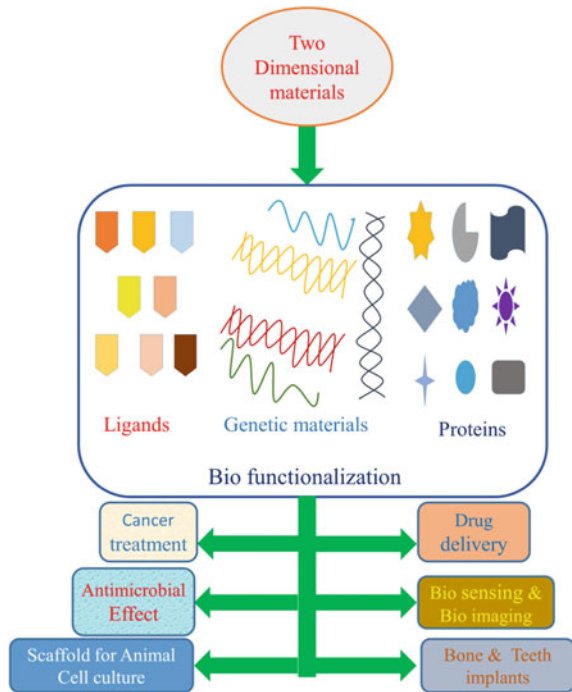 Two
Dimensional
materials
Ligands
Genetic materials
Proteins
Bio functionalization
Cancer
treatment
Drug
delivery
Antimicrobial
Effect
Bio sensing &
Bio imaging
Scaffold for Animal
Cell culture
Bone & Teeth
implants